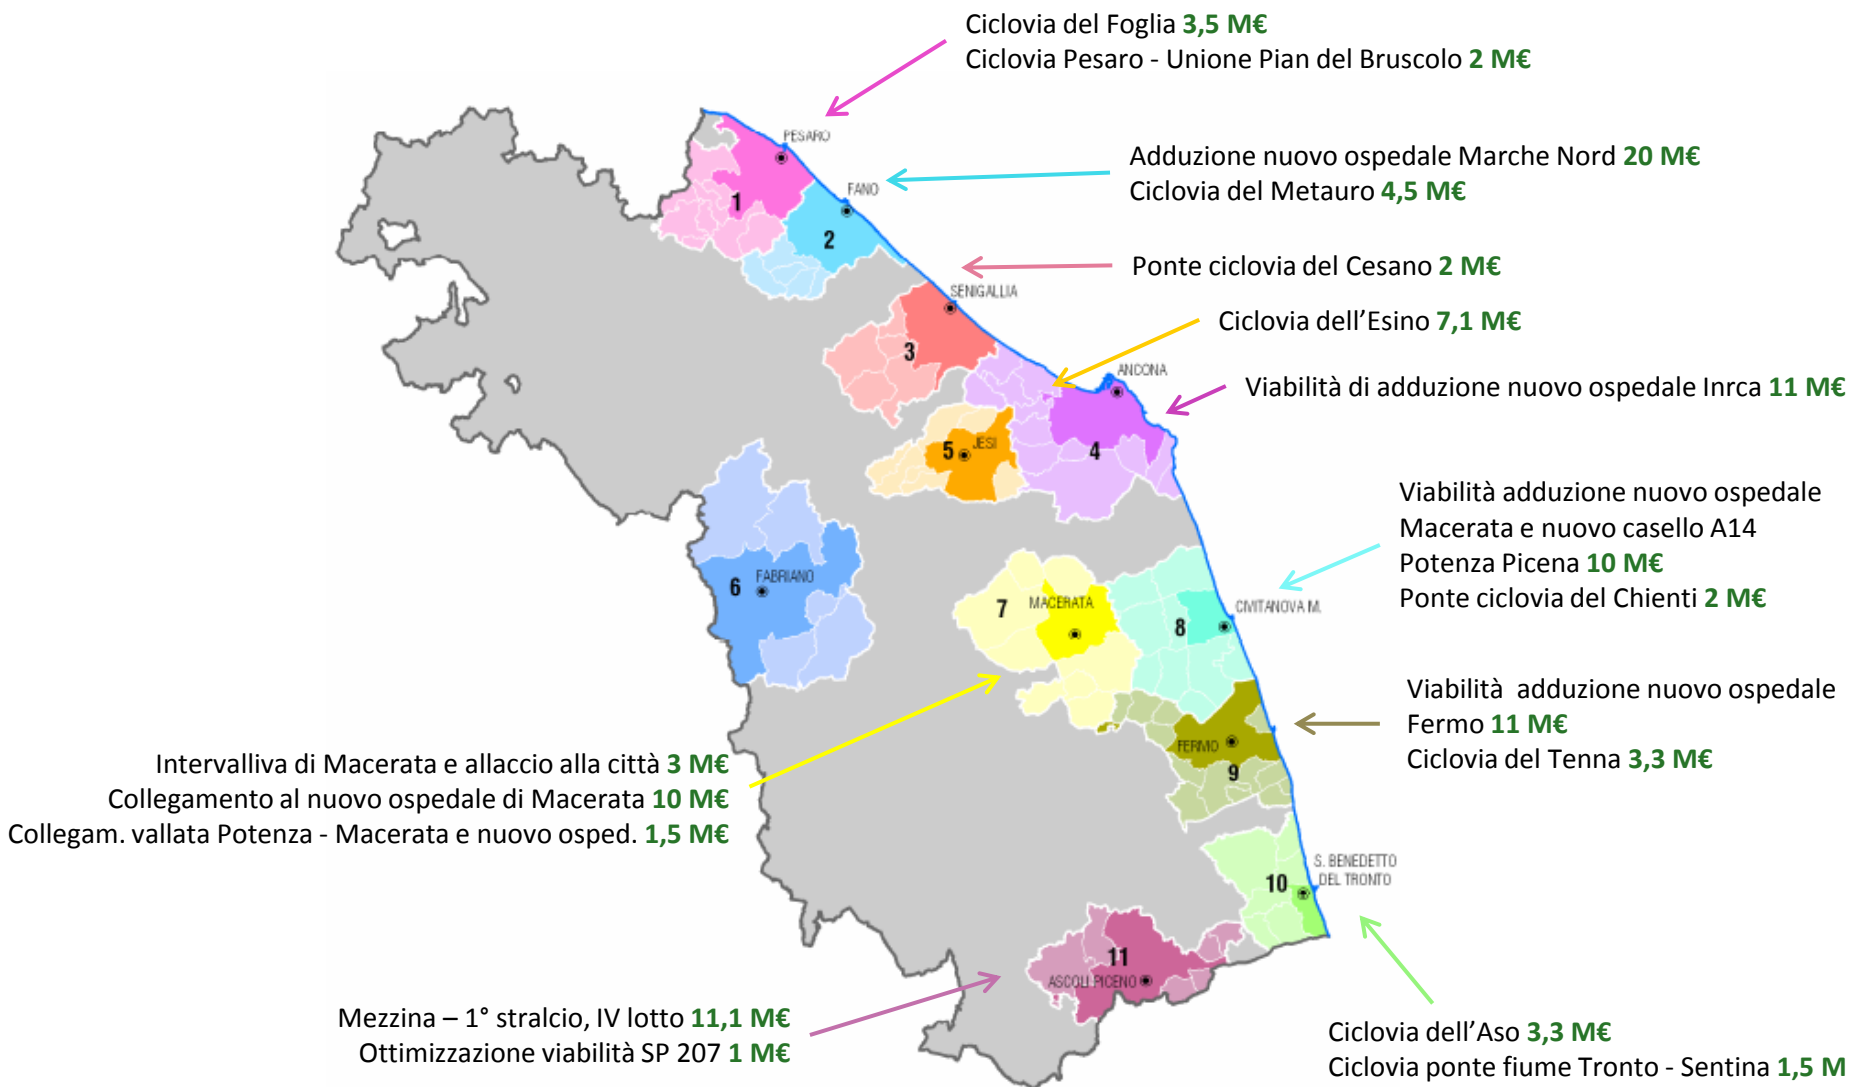 Ciclovia del Foglia 3,5 M€
Ciclovia Pesaro - Unione Pian del Bruscolo 2 M€
PESARO
Adduzione nuovo ospedale Marche Nord 20 M€
Ciclovia del Metauro 4,5 M€
FANO
1
2
Ponte ciclovia del Cesano 2 M€
SENIGALLIA
Ciclovia dell’Esino 7,1 M€
3
ANCONA
Viabilità di adduzione nuovo ospedale Inrca 11 M€
5
JESI
4
Viabilità adduzione nuovo ospedale
Macerata e nuovo casello A14
Potenza Picena 10 M€
Ponte ciclovia del Chienti 2 M€
6
FABRIANO
7
MACERATA
CIVITANOVA M.
8
Viabilità  adduzione nuovo ospedale
Fermo 11 M€
Ciclovia del Tenna 3,3 M€
FERMO
9
Intervalliva di Macerata e allaccio alla città 3 M€
Collegamento al nuovo ospedale di Macerata 10 M€
Collegam. vallata Potenza - Macerata e nuovo osped. 1,5 M€
S. BENEDETTO
DEL TRONTO
10
11
ASCOLI PICENO
Mezzina – 1° stralcio, IV lotto 11,1 M€
Ottimizzazione viabilità SP 207 1 M€
Ciclovia dell’Aso 3,3 M€
Ciclovia ponte fiume Tronto - Sentina 1,5 M